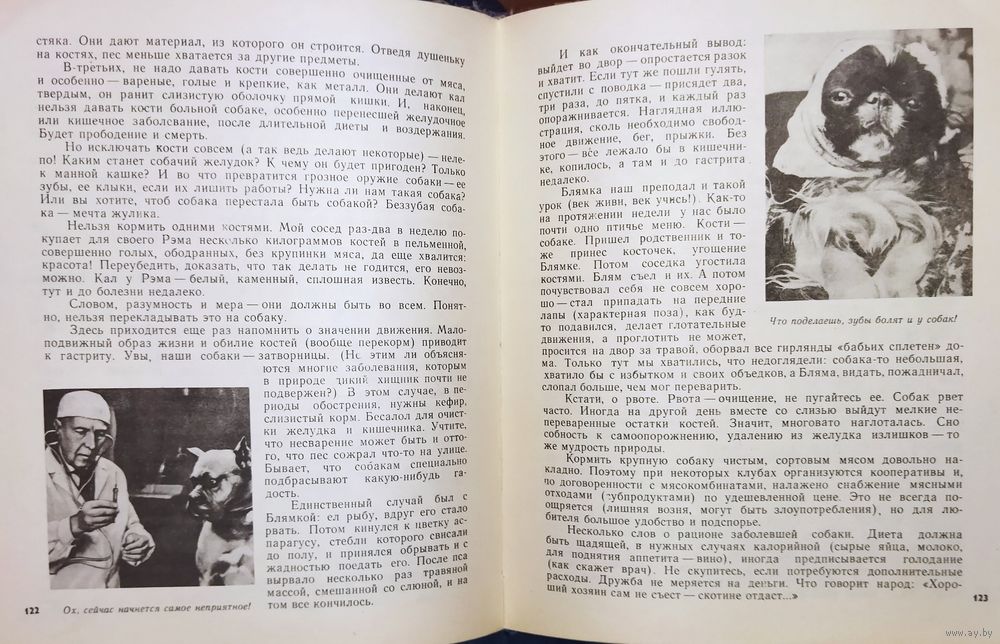 стяка. Они дают материал, из которого он строится. Отведя душеньку
на костях, пес меньше хватается за другие предметы.
В-третьих, не надо давать кости совершенно очищенные от мяса,
и особенно — вареные, голые и крепкие, как металл. Они делают кал
твердым, он ранит слизистую оболочку прямой кишки. И, наконец,
нельзя давать кости больной собаке, особенно перенесшей желудочное
или кишечное заболевание, после длительной диеты и воздержания.
Будет прободение и смерть.
Но исключать кости совсем (а так ведь делают некоторые) — неле-
по! Каким станет собачий желудок? К чему он будет пригоден? Только
к манной кашке? И во что превратится грозное оружие собаки — ее
зубы, ее клыки, если их лишить работы? Нужна ли нам такая собака?
Или вы хотите, чтоб собака перестала быть собакой? Беззубая соба-
ка — мечта жулика.
Нельзя кормить одними костями. Мой сосед раз-два в неделю по-
купает для своего Рэма несколько килограммов костей в пельменной,
совершенно голых, ободранных, без крупинки мяса, да еще хвалится:
красота! Переубедить, доказать, что так делать не годится, его невоз-
можно. Кал у Рэма — белый, каменный, сплошная известь. Конечно,
тут и до болезни недалеко.
Словом, разумность и мера — они должны быть во всем. Понят-
но, нельзя перекладывать это на собаку.
Здесь приходится еще раз напомнить о значении движения. Мало-
подвижный образ жизни и обилие костей (вообще перекорм) приводит
к гастриту. Увы, наши собаки — затворницы. (Не этим ли объясня-
ются многие заболевания, которым
в природе дикий хищник почти не
подвержен?) В этом случае, в пе-
риоды обострения, нужны кефир,
слизистый корм. Бесалол для очист-
ки желудка и кишечника. Учтите,
что несварение может быть и отто-
го, что пес сожрал что-то на улице.
Бывает, что собакам специально
подбрасывают какую-нибудь га-
дость.
Единственный случай был с
Блямкой: ел рыбу, вдруг его стало
рвать. Потом кинулся к цветку ас-
парагусу, стебли которого свисали
до полу, и принялся обрывать и с
жадностью поедать его. После пса
вырвало несколько раз травяной
массой, смешанной со слюной, и на
том все кончилось.
122
Ох, сейчас начнется самое неприятное!
И как окончательный вывод:
выйдет во двор — опростается разок
и хватит. Если тут же пошли гулять,
спустили с поводка — присядет два,
три раза, до пятка, и каждый раз
опоражнивается. Наглядная иллю-
страция, сколь необходимо свобод-
ное движение, бег, прыжки. Без
этого — все лежало бы в кишечни-
ке, копилось, а там и до гастрита
недалеко.
Блямка наш преподал и такой
урок (век живи, век учись!). Как-то
на протяжении недели у нас было
почти одно птичье меню. Кости —
собаке. Пришел родственник и то-
же принес косточек, угощение
Блямке. Потом соседка угостила
костями. Блям съел и их. А потом
почувствовал себя не совсем хоро-
шо — стал припадать на передние
лапы (характерная поза), как буд-
то подавился, делает глотательные
движения, а проглотить не может,
просится на двор за травой, оборвал все гирлянды «бабьих сплетен» до-
ма. Только тут мы хватились, что недоглядели: собака-то небольшая,
хватило бы с избытком и своих объедков, а Бляма, видать, пожадничал,
слопал больше, чем мог переварить.
Кстати, о рвоте. Рвота — очищение, не пугайтесь ее. Собак рвет
часто. Иногда на другой день вместе со слизью выйдут мелкие не-
переваренные остатки костей. Значит, многовато наглоталась. Спо
собность к самоопорожнению, удалению из желудка излишков — то
же мудрость природы.
Кормить крупную собаку чистым, сортовым мясом довольно на-
кладно. Поэтому при некоторых клубах организуются кооперативы и,
по договоренности с мясокомбинатами, налажено снабжение мясными
отходами (субпродуктами) по удешевленной цене. Это не всегда по-
ощряется (лишняя возня, могут быть злоупотребления), но для лю-
бителя большое удобство и подспорье.
Несколько слов о рационе заболевшей собаки. Диета должна
быть щадящей, в нужных случаях калорийной (сырые яйца, молоко,
для поднятия аппетита — вино), иногда предписывается голодание
(как скажет врач). Не скупитесь, если потребуются дополнительные
расходы. Дружба не меряется на деньги. Что говорит народ: «Хоро-
ший хозяин сам не съест — скотине отдаст...»
Что поделаешь, зубы болят и у собак!
123
www.ay.by